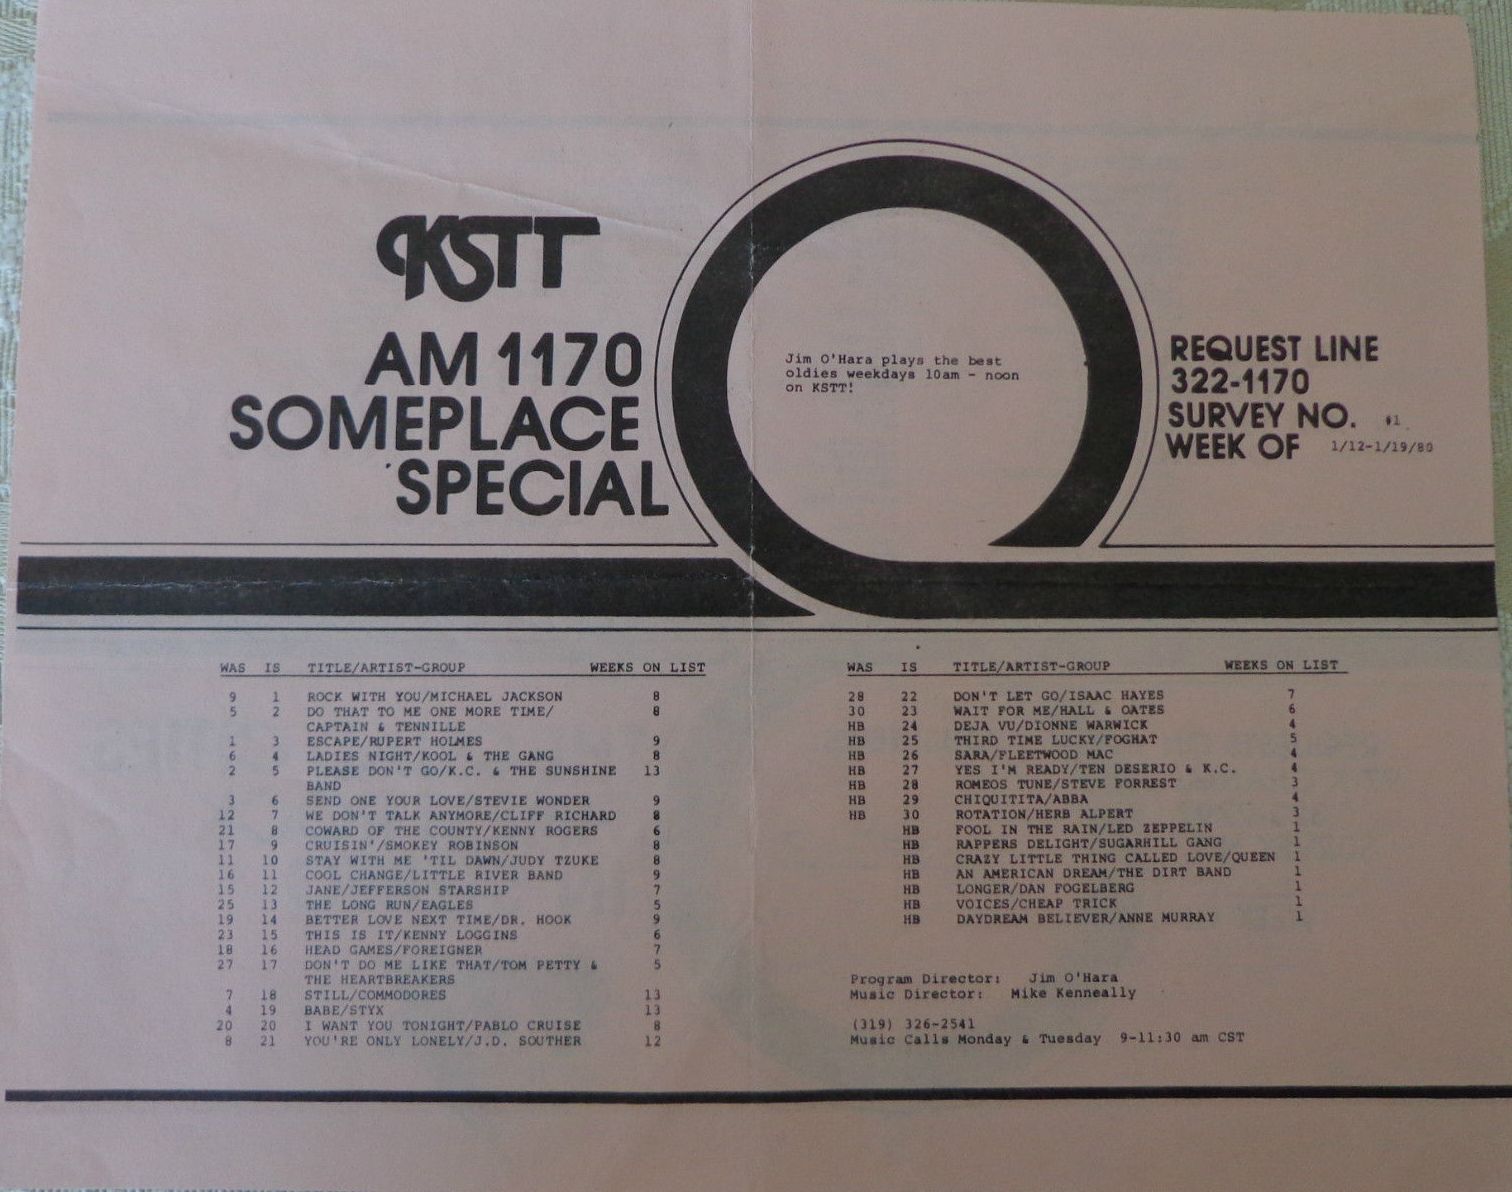 KSTT
AM 1170
SOMEPLACE
SPECIAL
Jim O'Hara plays the best
oldies weekdays 10am - noon
on KSTT!
REQUEST LINE
322-1170
SURVEY NO. #1
WEEK OF 1/12-1/19/80
WAS IS TITLE/ARTIST-GROUP WEEKS ON LIST
9 1 ROCK WITH YOU/MICHAEL JACKSON 8
5 2 DO THAT TO ME ONE MORE TIME/ 8
CAPTAIN & TENNILLE
1 3 ESCAPE/RUPERT HOLMES 9
6 4 LADIES NIGHT/KOOL & THE GANG 8
2 5 PLEASE DON'T GO/K.C. & THE SUNSHINE 13
BAND
3 6 SEND ONE YOUR LOVE/STEVIE WONDER 9
12 7 WE DON'T TALK ANYMORE/CLIFF RICHARD 8
21 8 COWARD OF THE COUNTY/KENNY ROGERS 6
17 9 CRUISIN'/SMOKEY ROBINSON 8
11 10 STAY WITH ME 'TIL DAWN/JUDY TZUKE 8
16 11 COOL CHANGE/LITTLE RIVER BAND 9
15 12 JANE/JEFFERSON STARSHIP 7
25 13 THE LONG RUN/EAGLES 5
19 14 BETTER LOVE NEXT TIME/DR. HOOK 9
23 15 THIS IS IT/KENNY LOGGINS 6
18 16 HEAD GAMES/FOREIGNER 7
27 17 DON'T DO ME LIKE THAT/TOM PETTY & 5
THE HEARTBREAKERS
7 18 STILL/COMMODORES 13
4 19 BABE/STYX 13
20 20 I WANT YOU TONIGHT/PABLO CRUISE 8
8 21 YOU'RE ONLY LONELY/J.D. SOUTHER 12
WAS IS TITLE/ARTIST-GROUP WEEKS ON LIST
28 22 DON'T LET GO/ISAAC HAYES 7
30 23 WAIT FOR ME/HALL & OATES 6
HB 24 DEJA VU/DIONNE WARWICK 4
HB 25 THIRD TIME LUCKY/FOGHAT 5
HB 26 SARA/FLEETWOOD MAC 4
HB 27 YES I'M READY/TEN DESERIO & K.C. 4
HB 28 ROMEOS TUNE/STEVE FORREST 3
HB 29 CHIQUITITA/ABBA 4
HB 30 ROTATION/HERB ALPERT 3
HB FOOL IN THE RAIN/LED ZEPPELIN 1
HB RAPPERS DELIGHT/SUGARHILL GANG 1
HB CRAZY LITTLE THING CALLED LOVE/QUEEN 1
HB AN AMERICAN DREAM/THE DIRT BAND 1
HB LONGER/DAN FOGELBERG 1
HB VOICES/CHEAP TRICK 1
HB DAYDREAM BELIEVER/ANNE MURRAY 1
Program Director: Jim O'Hara
Music Director: Mike Kenneally
(319) 326-2541
Music Calls Monday & Tuesday 9-11:30 am CST